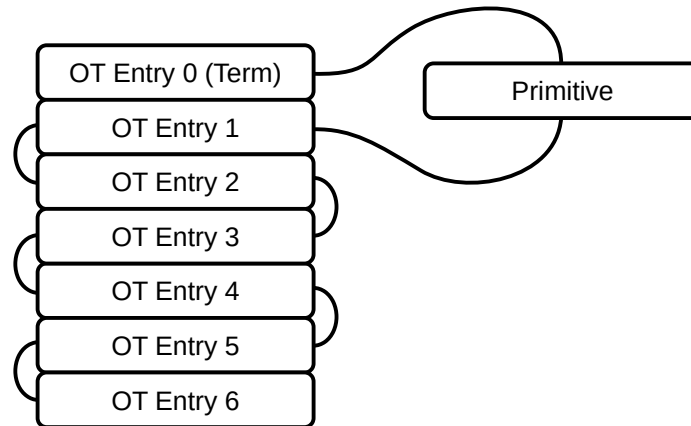 OT Entry 0 (Term)
Primitive
OT Entry 1
OT Entry 2
OT Entry 3
OT Entry 4
OT Entry 5
OT Entry 6